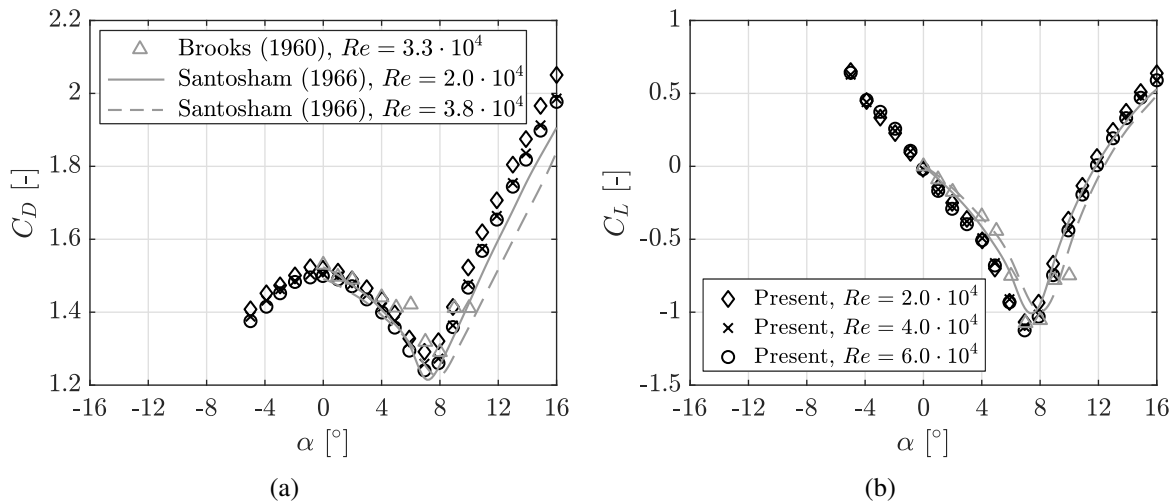 2.2
2
1.8
1.6
1.4
1.2
C_D [-]
Brooks (1960), Re = 3.3 · 10^4
Santosham (1966), Re = 2.0 · 10^4
Santosham (1966), Re = 3.8 · 10^4
-16 -12 -8 -4 0 4 8 12 16
α [°]
(a)
1
0.5
0
-0.5
-1
-1.5
C_L [-]
Present, Re = 2.0 · 10^4
Present, Re = 4.0 · 10^4
Present, Re = 6.0 · 10^4
-16 -12 -8 -4 0 4 8 12 16
α [°]
(b)